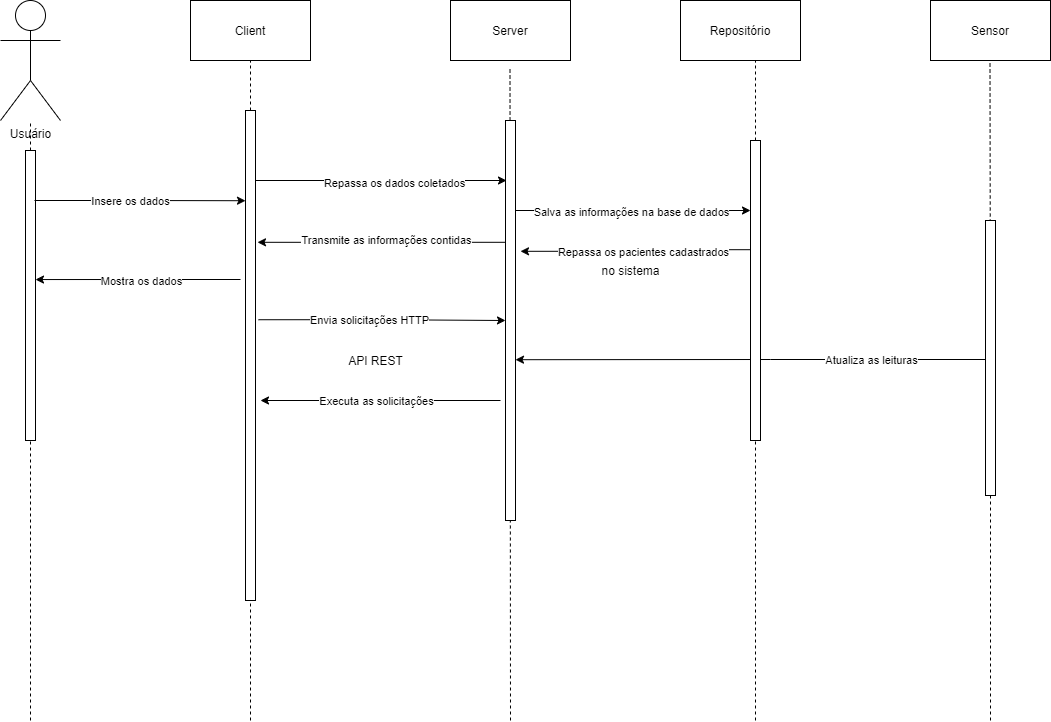 Client
Server
Repositório
Sensor
Usuário
Repassa os dados coletados
Insere os dados
Salva as informações na base de dados
Transmite as informações contidas
Repassa os pacientes cadastrados
no sistema
Mostra os dados
Envia solicitações HTTP
API REST
Atualiza as leituras
Executa as solicitações